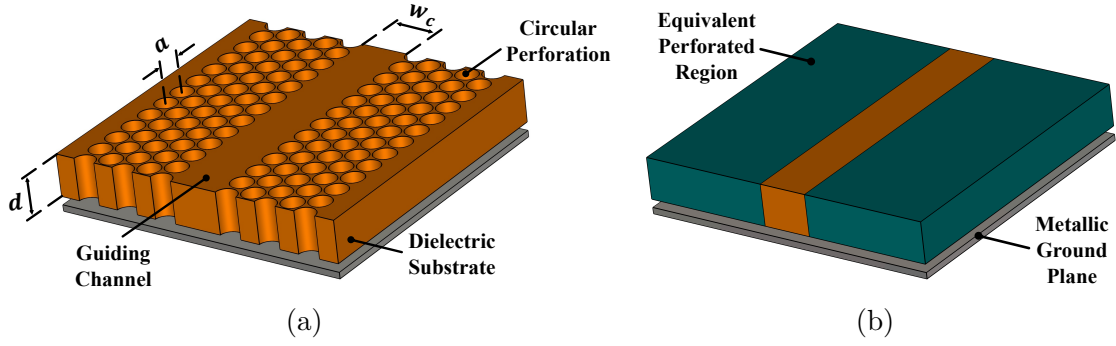 w_c
a
Circular
Perforation
d
Guiding
Channel
Dielectric
Substrate
(a)
Equivalent
Perforated
Region
Metallic
Ground
Plane
(b)